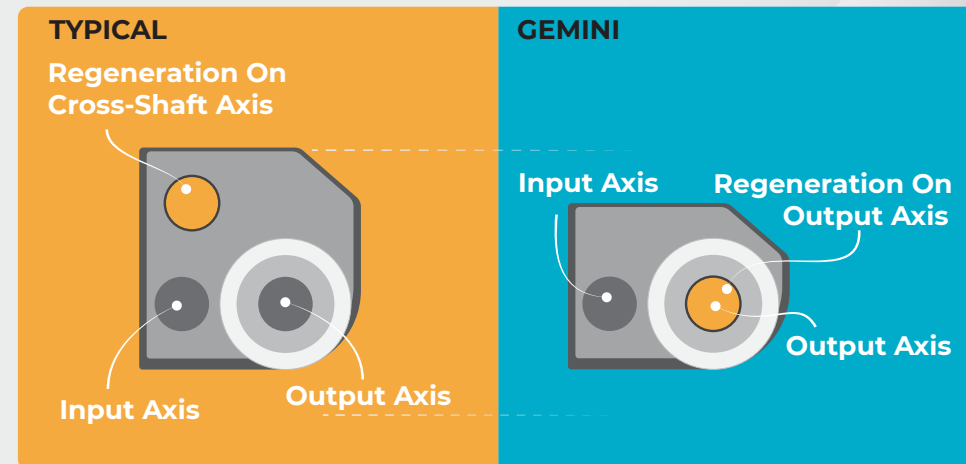 TYPICAL
Regeneration On
Cross-Shaft Axis
Input Axis
Output Axis
GEMINI
Input Axis
Regeneration On
Output Axis
Output Axis